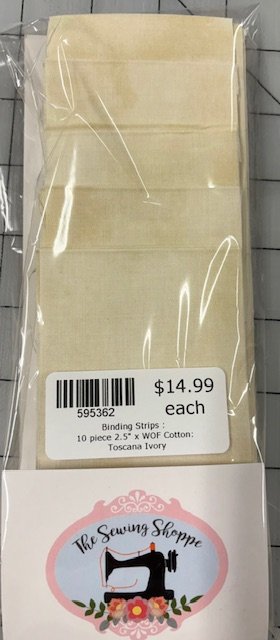 $14.99
each
595362
Binding Strips :
10 piece 2.5" x WOF Cotton:
Toscana Ivory
The Sewing Shoppe